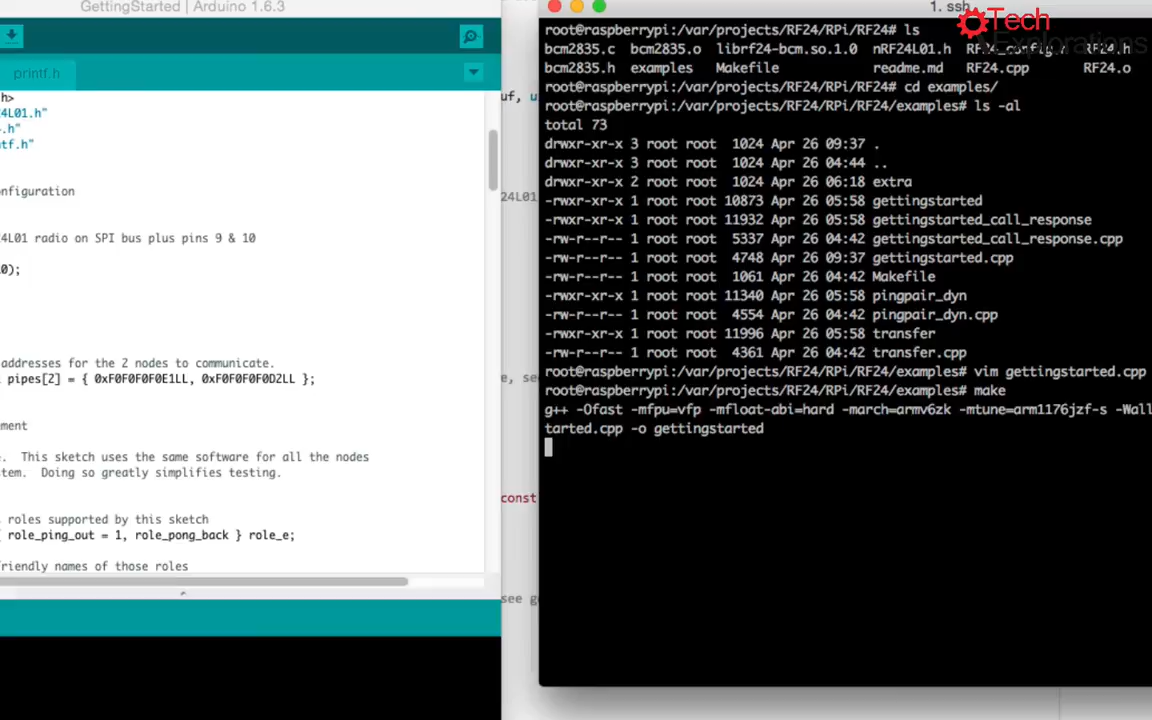 GettingStarted | Arduino 1.6.3
printf.h
h>
24L01.h"
4.h"
tf.h"
nfiguration
4L01 radio on SPI bus plus pins 9 & 10
0);
addresses for the 2 nodes to communicate.
pipes[2] = { 0xF0F0F0F0E1LL, 0xF0F0F0F0D2LL };
ment
. This sketch uses the same software for all the nodes
tem. Doing so greatly simplifies testing.
roles supported by this sketch
{ role_ping_out = 1, role_pong_back } role_e;
riendly names of those roles
uf, u
24L01
e, se
const
see g
1. ssh
Tech
Explorations
root@raspberrypi:/var/projects/RF24/RPi/RF24# ls
bcm2835.c bcm2835.o librf24-bcm.so.1.0 nRF24L01.h RF24_config.h RF24.h
bcm2835.h examples Makefile readme.md RF24.cpp RF24.o
root@raspberrypi:/var/projects/RF24/RPi/RF24# cd examples/
root@raspberrypi:/var/projects/RF24/RPi/RF24/examples# ls -al
total 73
drwxr-xr-x 3 root root 1024 Apr 26 09:37 .
drwxr-xr-x 3 root root 1024 Apr 26 04:44 ..
drwxr-xr-x 2 root root 1024 Apr 26 06:18 extra
-rwxr-xr-x 1 root root 10873 Apr 26 05:58 gettingstarted
-rwxr-xr-x 1 root root 11932 Apr 26 05:58 gettingstarted_call_response
-rw-r--r-- 1 root root 5337 Apr 26 04:42 gettingstarted_call_response.cpp
-rw-r--r-- 1 root root 4748 Apr 26 09:37 gettingstarted.cpp
-rw-r--r-- 1 root root 1061 Apr 26 04:42 Makefile
-rwxr-xr-x 1 root root 11340 Apr 26 05:58 pingpair_dyn
-rw-r--r-- 1 root root 4554 Apr 26 04:42 pingpair_dyn.cpp
-rwxr-xr-x 1 root root 11996 Apr 26 05:58 transfer
-rw-r--r-- 1 root root 4361 Apr 26 04:42 transfer.cpp
root@raspberrypi:/var/projects/RF24/RPi/RF24/examples# vim gettingstarted.cpp
root@raspberrypi:/var/projects/RF24/RPi/RF24/examples# make
g++ -Ofast -mfpu=vfp -mfloat-abi=hard -march=armv6zk -mtune=arm1176jzf-s -Wall
tarted.cpp -o gettingstarted